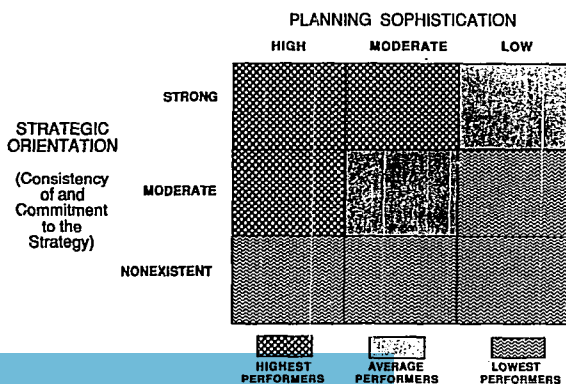 PLANNING SOPHISTICATION
HIGH MODERATE LOW
STRONG
STRATEGIC
ORIENTATION
(Consistency
of and
Commitment
to the
Strategy)
MODERATE
NONEXISTENT
HIGHEST
PERFORMERS
AVERAGE
PERFORMERS
LOWEST
PERFORMERS